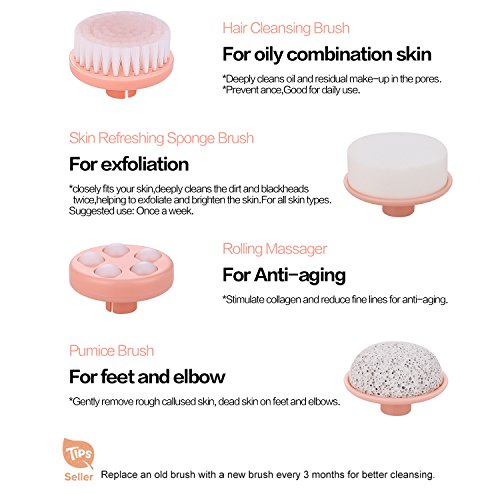 Hair Cleansing Brush
For oily combination skin
*Deeply cleans oil and residual make-up in the pores.
*Prevent ance,Good for daily use.
Skin Refreshing Sponge Brush
For exfoliation
*closely fits your skin,deeply cleans the dirt and blackheads
twice,helping to exfoliate and brighten the skin.For all skin types.
Suggested use: Once a week.
Rolling Massager
For Anti-aging
*Stimulate collagen and reduce fine lines for anti-aging.
Pumice Brush
For feet and elbow
*Gently remove rough callused skin, dead skin on feet and elbows.
Tips
Seller
Replace an old brush with a new brush every 3 months for better cleansing.